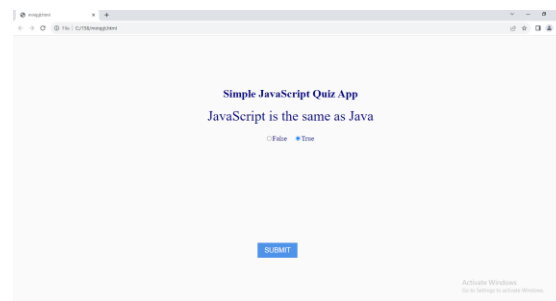 File
Simple JavaScript Quiz App
JavaScript is the same as Java
False True
SUBMIT
Activate Windows
Go to Settings to activate Windows.